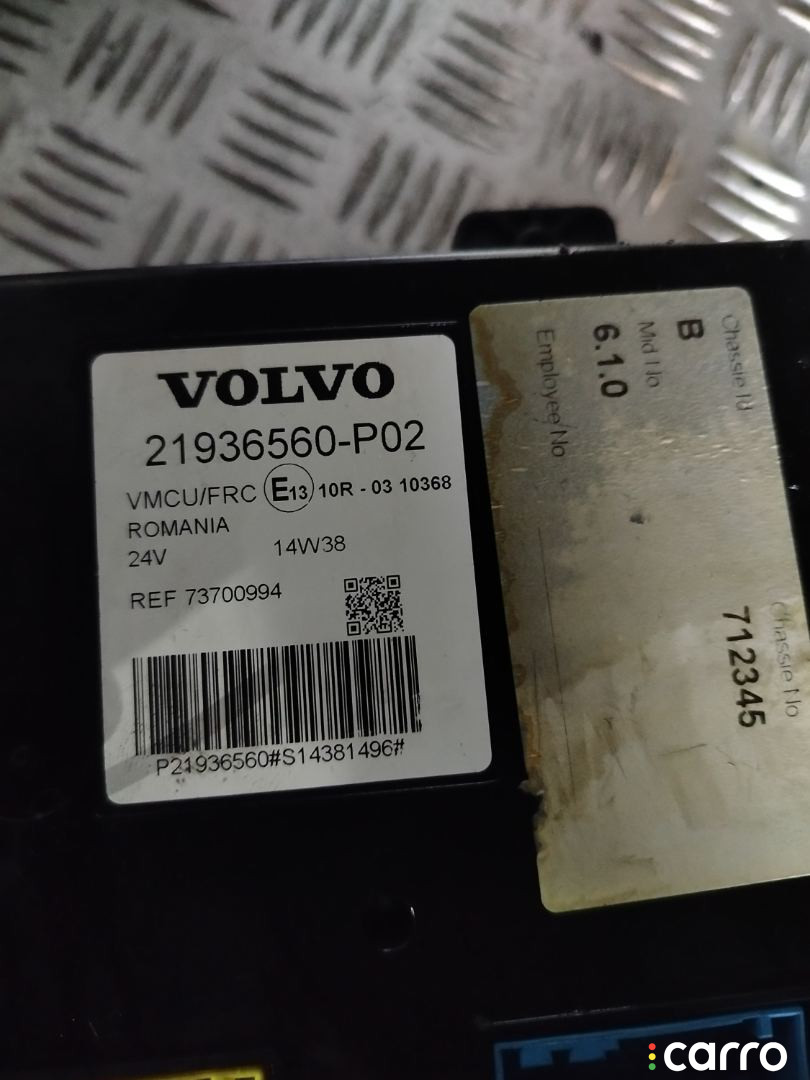 VOLVO
21936560-P02
VMCU/FRC E13 10R - 03 10368
ROMANIA
24V 14W38
REF 73700994
P21936560#S14381496#
Chassie Id
B
Mid No
6.1.0
Employee No
Chassie No
712345
carro